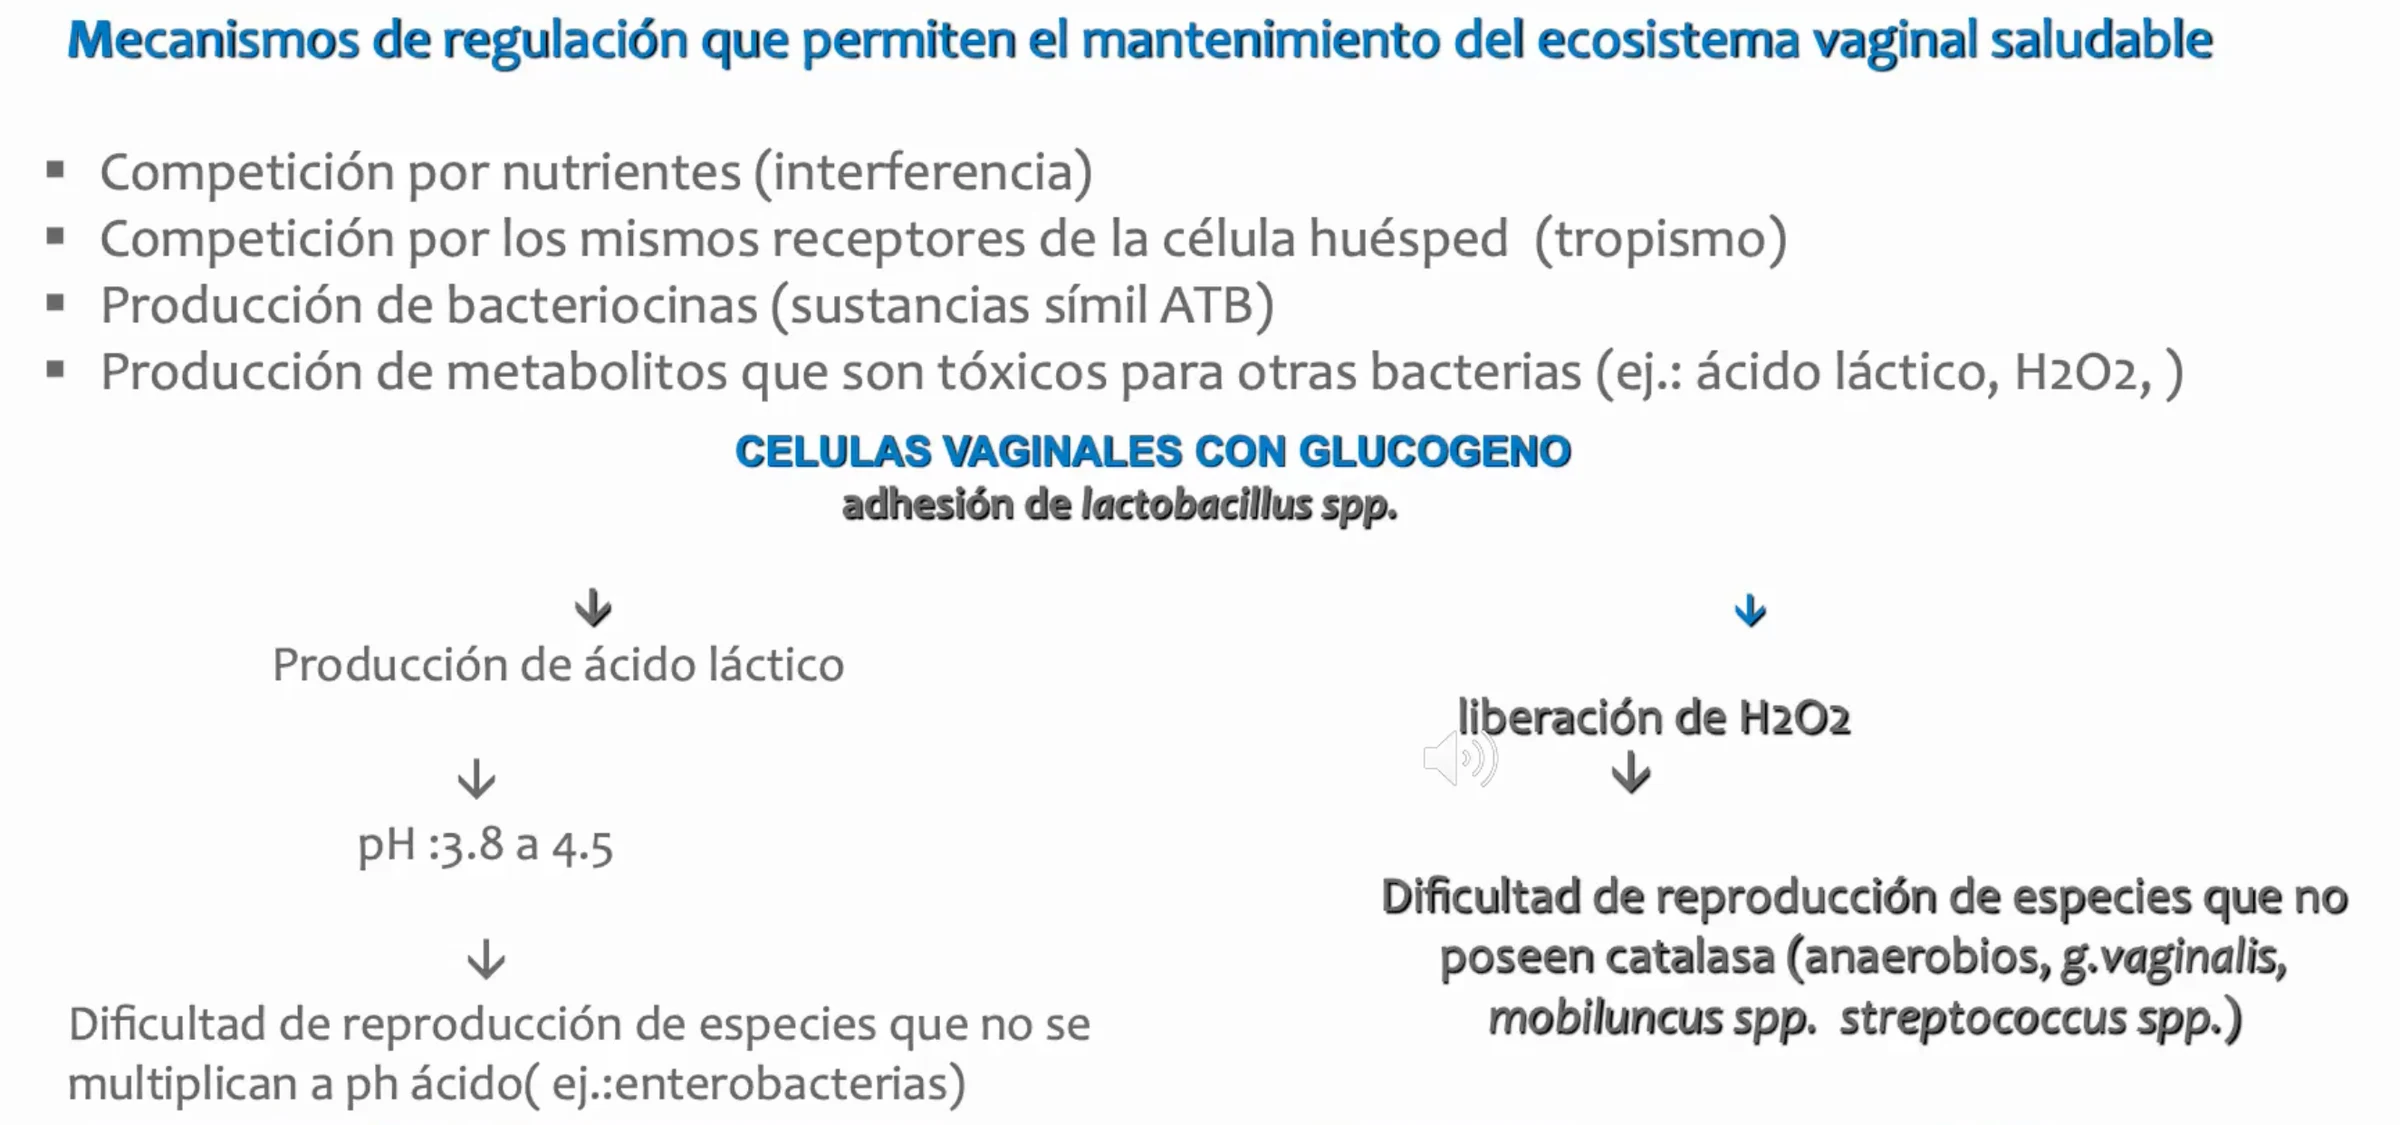 Mecanismos de regulación que permiten el mantenimiento del ecosistema vaginal saludable
▪ Competición por nutrientes (interferencia)
▪ Competición por los mismos receptores de la célula huésped (tropismo)
▪ Producción de bacteriocinas (sustancias símil ATB)
▪ Producción de metabolitos que son tóxicos para otras bacterias (ej.: ácido láctico, H2O2, )
CELULAS VAGINALES CON GLUCOGENO
adhesión de lactobacillus spp.
↓
Producción de ácido láctico
↓
pH :3.8 a 4.5
↓
Dificultad de reproducción de especies que no se
multiplican a ph ácido( ej.:enterobacterias)
↓
liberación de H2O2
↓
Dificultad de reproducción de especies que no
poseen catalasa (anaerobios, g.vaginalis,
mobiluncus spp. streptococcus spp.)